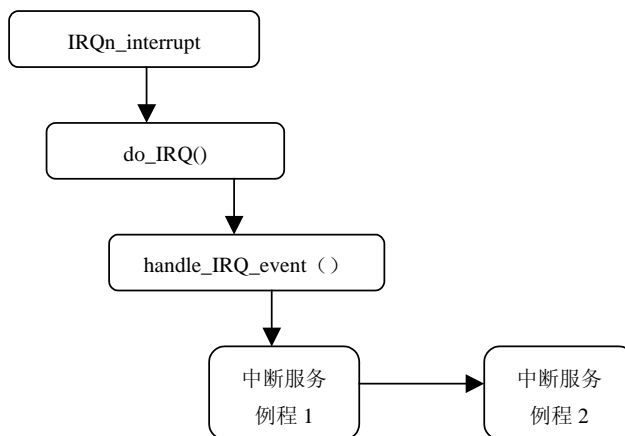 IRQn_interrupt
do_IRQ()
handle_IRQ_event（）
中断服务
例程 1
中断服务
例程 2